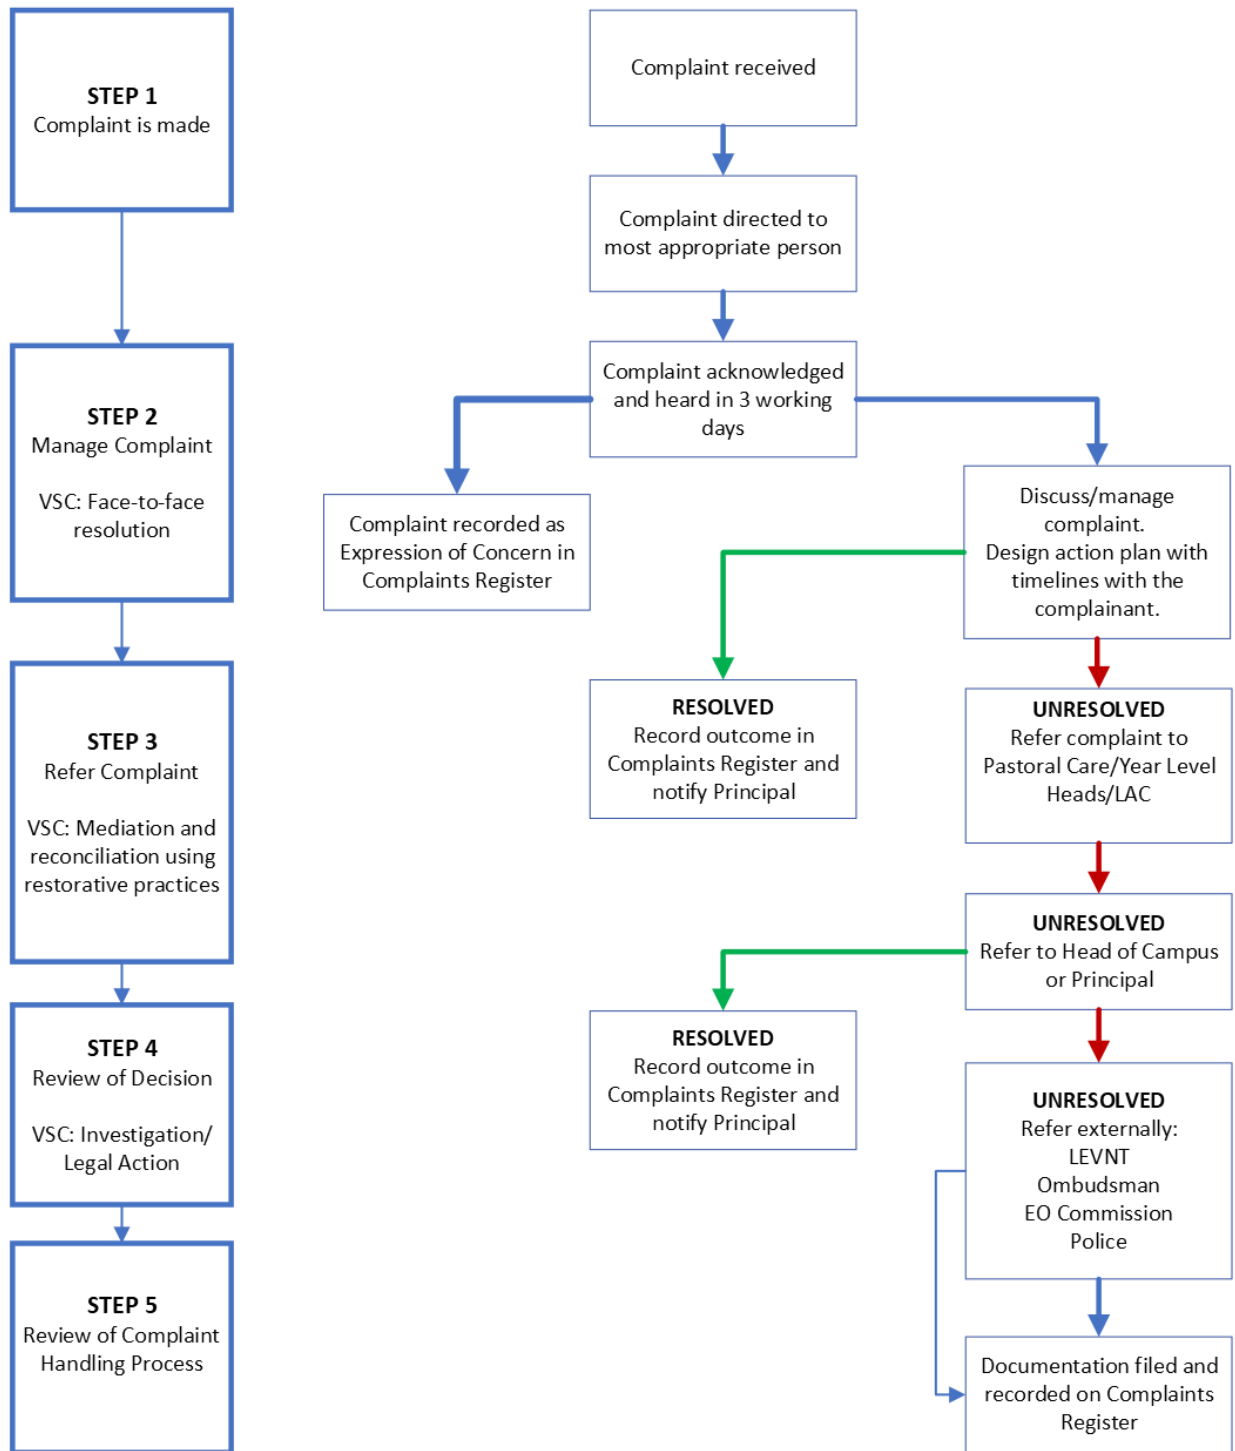 STEP 1
Complaint is made
STEP 2
Manage Complaint
VSC: Face-to-face
resolution
STEP 3
Refer Complaint
VSC: Mediation and
reconciliation using
restorative practices
STEP 4
Review of Decision
VSC: Investigation/
Legal Action
STEP 5
Review of Complaint
Handling Process
Complaint received
Complaint directed to
most appropriate person
Complaint acknowledged
and heard in 3 working
days
Complaint recorded as
Expression of Concern in
Complaints Register
Discuss/manage
complaint.
Design action plan with
timelines with the
complainant.
RESOLVED
Record outcome in
Complaints Register and
notify Principal
UNRESOLVED
Refer complaint to
Pastoral Care/Year Level
Heads/LAC
UNRESOLVED
Refer to Head of Campus
or Principal
RESOLVED
Record outcome in
Complaints Register and
notify Principal
UNRESOLVED
Refer externally:
LEVNT
Ombudsman
EO Commission
Police
Documentation filed and
recorded on Complaints
Register